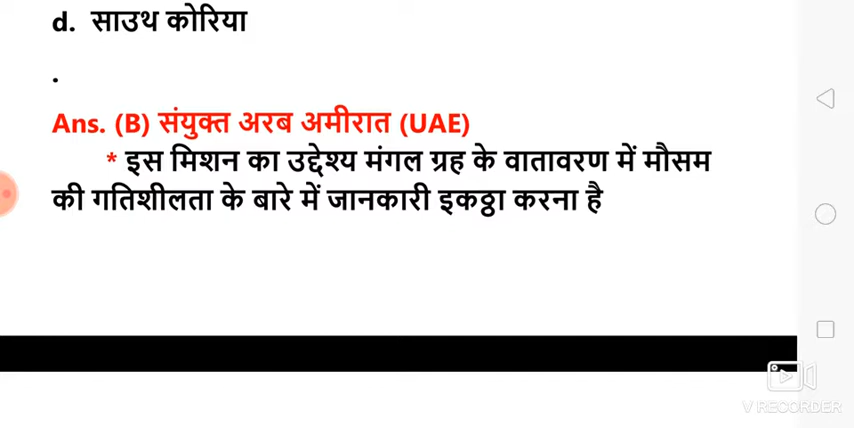 d. साउथ कोरिया
.
Ans. (B) संयुक्त अरब अमीरात (UAE)
* इस मिशन का उद्देश्य मंगल ग्रह के वातावरण में मौसम
की गतिशीलता के बारे में जानकारी इकठ्ठा करना है
V RECORDER